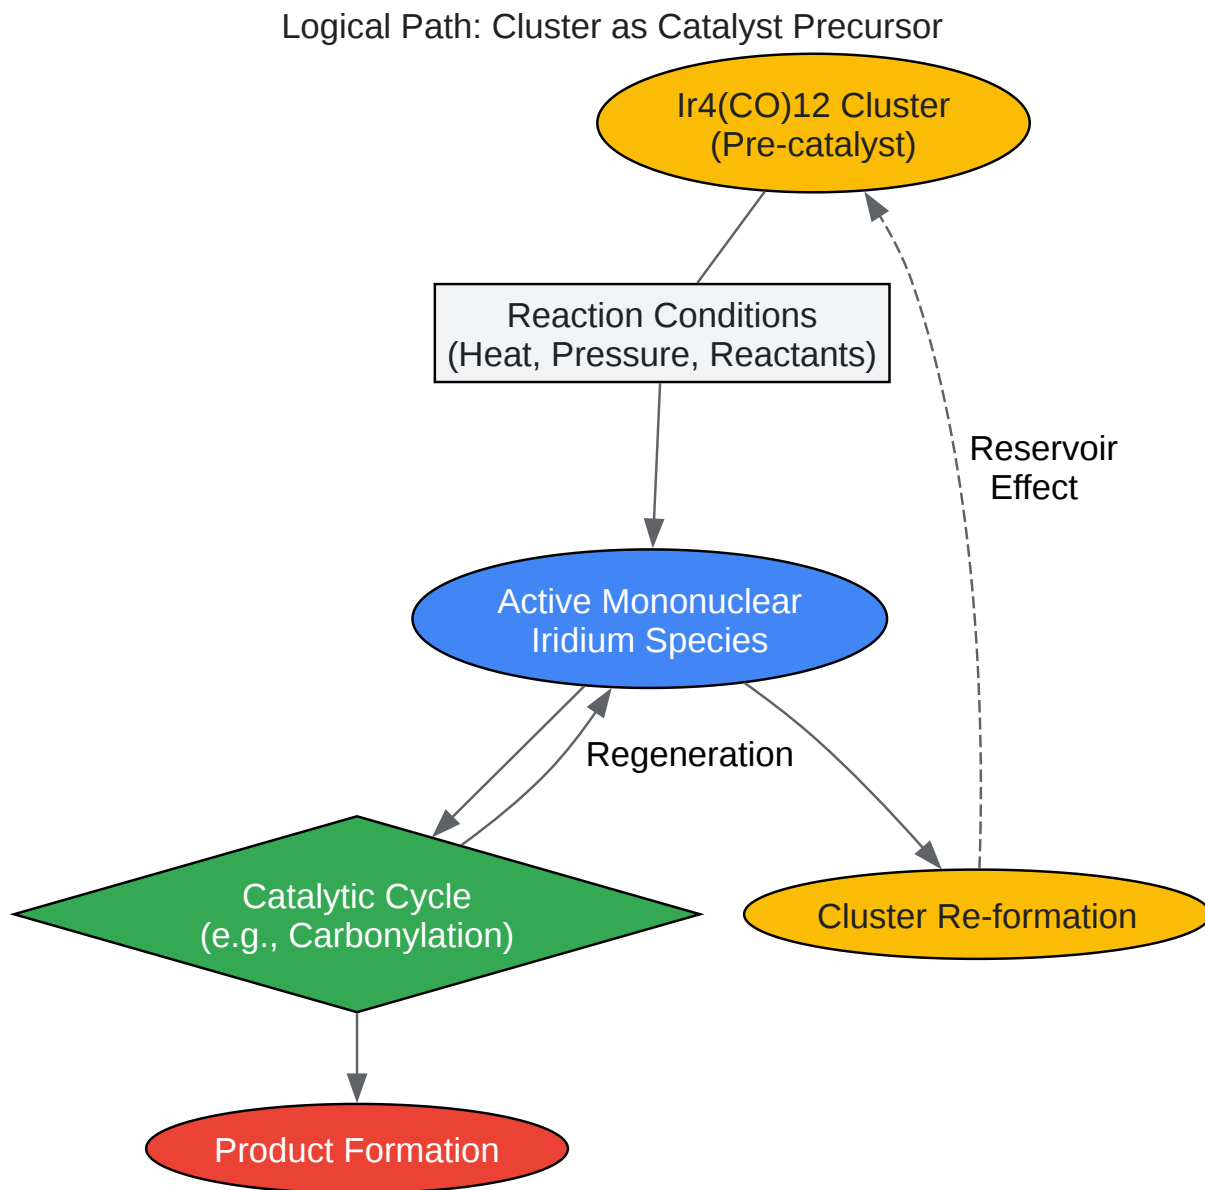 Logical Path: Cluster as Catalyst Precursor
Ir4(CO)12 Cluster
(Pre-catalyst)
Reaction Conditions
(Heat, Pressure, Reactants)
Reservoir
Effect
Active Mononuclear
Iridium Species
Regeneration
Catalytic Cycle
(e.g., Carbonylation)
Cluster Re-formation
Product Formation